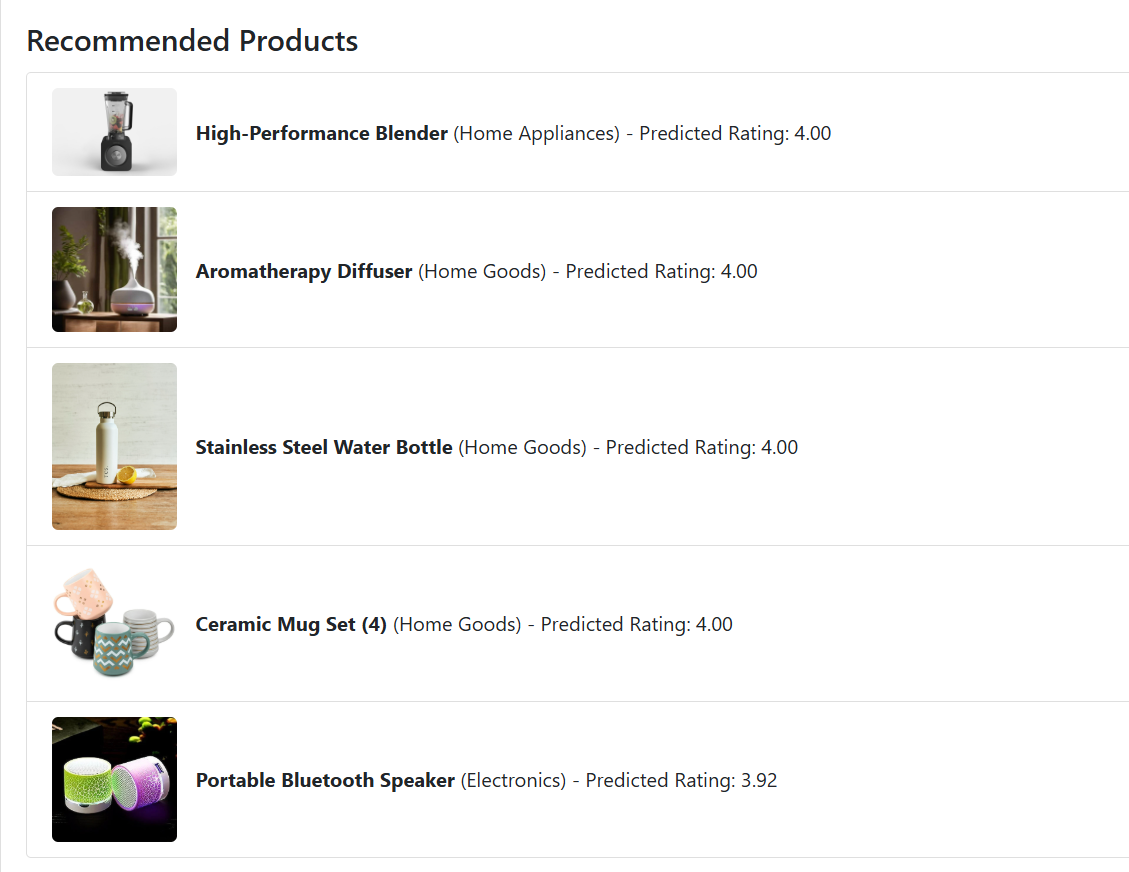 Recommended Products
High-Performance Blender (Home Appliances) - Predicted Rating: 4.00
Aromatherapy Diffuser (Home Goods) - Predicted Rating: 4.00
Stainless Steel Water Bottle (Home Goods) - Predicted Rating: 4.00
Ceramic Mug Set (4) (Home Goods) - Predicted Rating: 4.00
Portable Bluetooth Speaker (Electronics) - Predicted Rating: 3.92